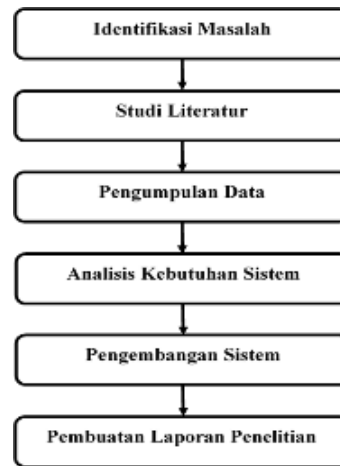 Identifikasi Masalah
Studi Literatur
Pengumpulan Data
Analisis Kebutuhan Sistem
Pengembangan Sistem
Pembuatan Laporan Penelitian